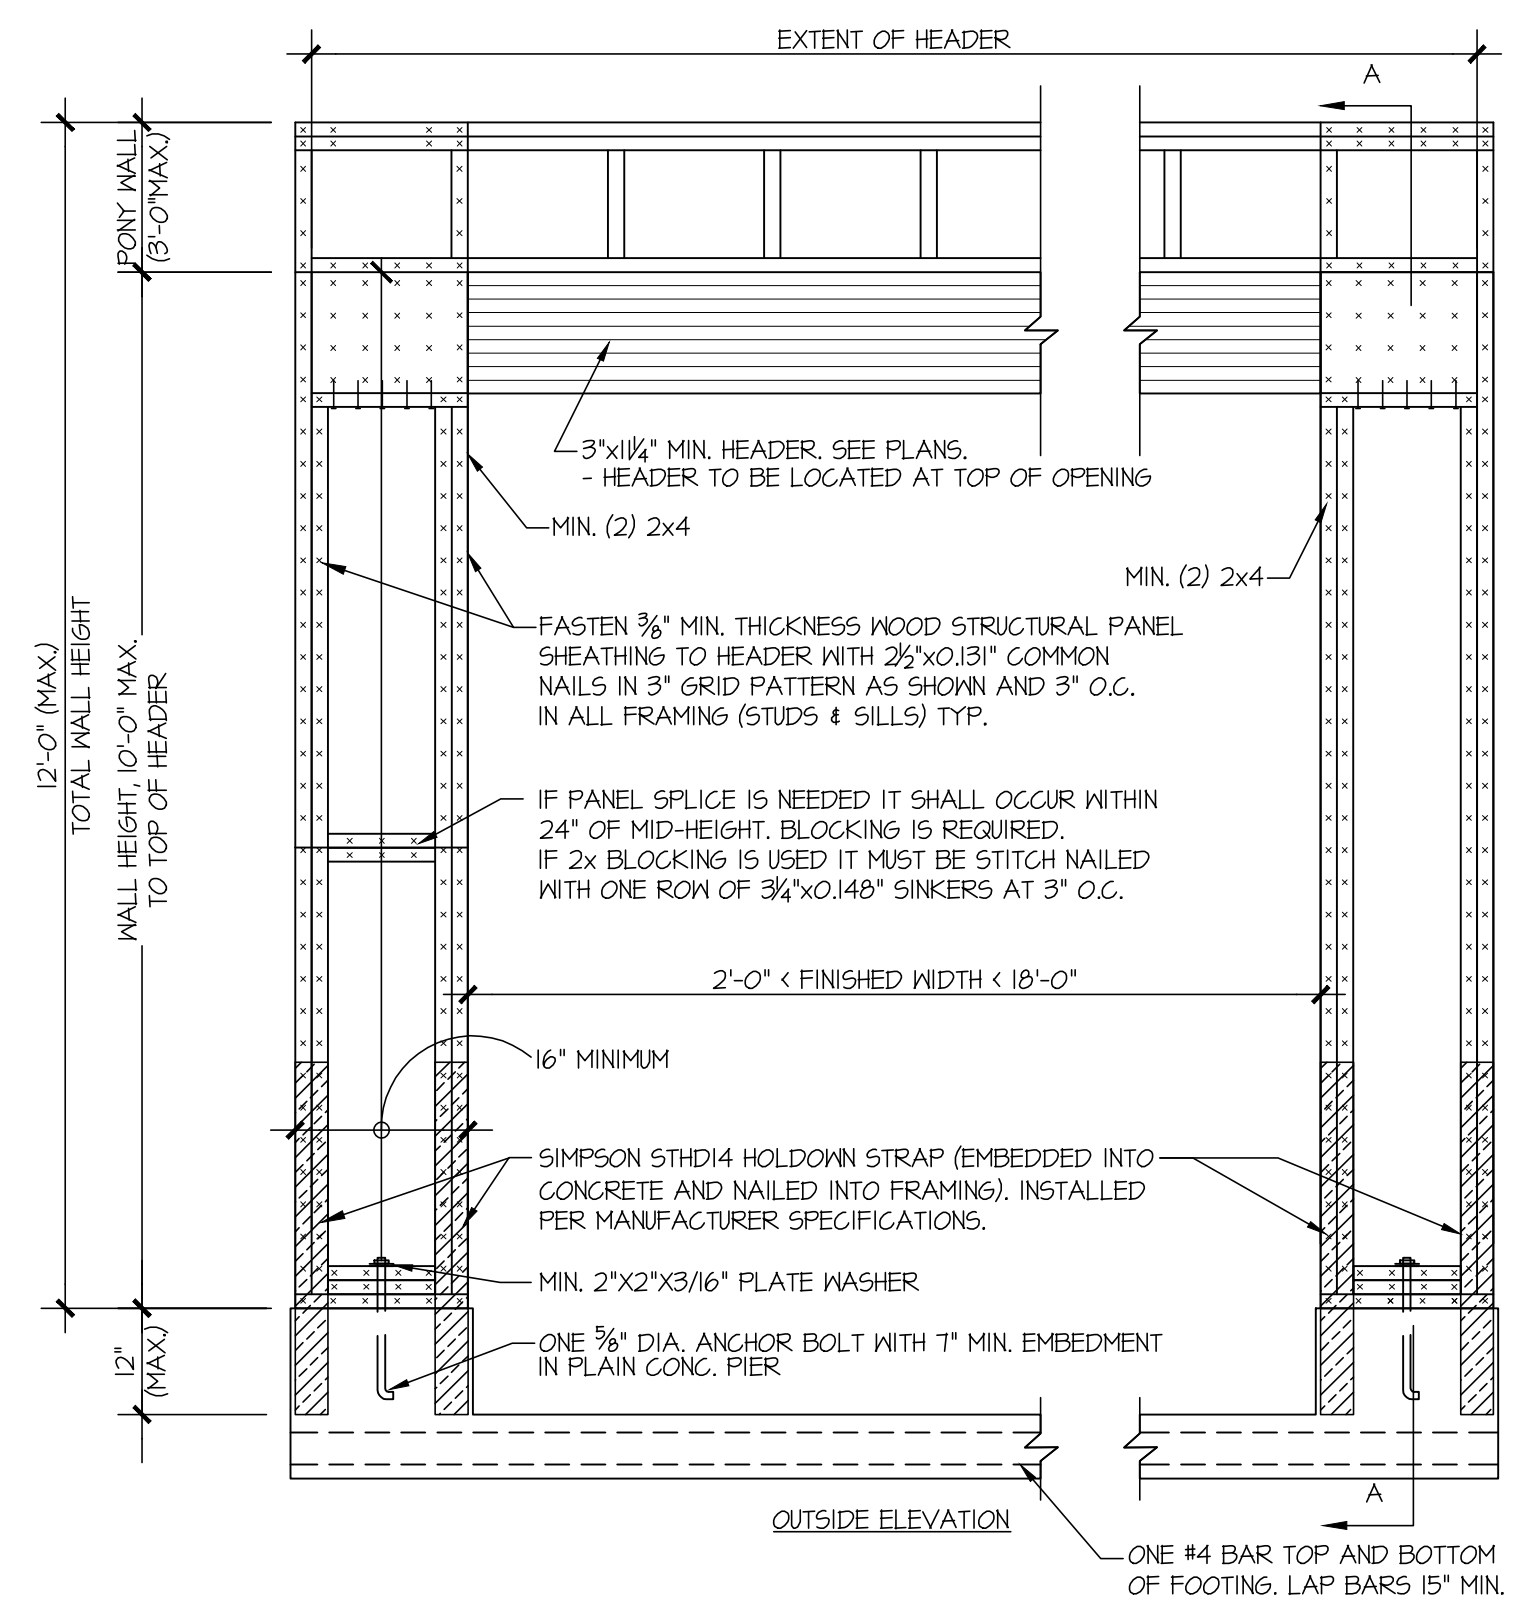 EXTENT OF HEADER
A
PONY WALL
(3'-0"MAX.)
12'-0" (MAX.)
TOTAL WALL HEIGHT
WALL HEIGHT, 10'-0" MAX.
TO TOP OF HEADER
3"x11¼" MIN. HEADER. SEE PLANS.
- HEADER TO BE LOCATED AT TOP OF OPENING
MIN. (2) 2x4
MIN. (2) 2x4
FASTEN ⅜" MIN. THICKNESS WOOD STRUCTURAL PANEL
SHEATHING TO HEADER WITH 2½"x0.131" COMMON
NAILS IN 3" GRID PATTERN AS SHOWN AND 3" O.C.
IN ALL FRAMING (STUDS & SILLS) TYP.
IF PANEL SPLICE IS NEEDED IT SHALL OCCUR WITHIN
24" OF MID-HEIGHT. BLOCKING IS REQUIRED.
IF 2x BLOCKING IS USED IT MUST BE STITCH NAILED
WITH ONE ROW OF 3¼"x0.148" SINKERS AT 3" O.C.
2'-0" < FINISHED WIDTH < 18'-0"
16" MINIMUM
SIMPSON STHD14 HOLDOWN STRAP (EMBEDDED INTO
CONCRETE AND NAILED INTO FRAMING). INSTALLED
PER MANUFACTURER SPECIFICATIONS.
MIN. 2"X2"X3/16" PLATE WASHER
12"
(MAX.)
ONE ⅝" DIA. ANCHOR BOLT WITH 7" MIN. EMBEDMENT
IN PLAIN CONC. PIER
A
OUTSIDE ELEVATION
ONE #4 BAR TOP AND BOTTOM
OF FOOTING. LAP BARS 15" MIN.